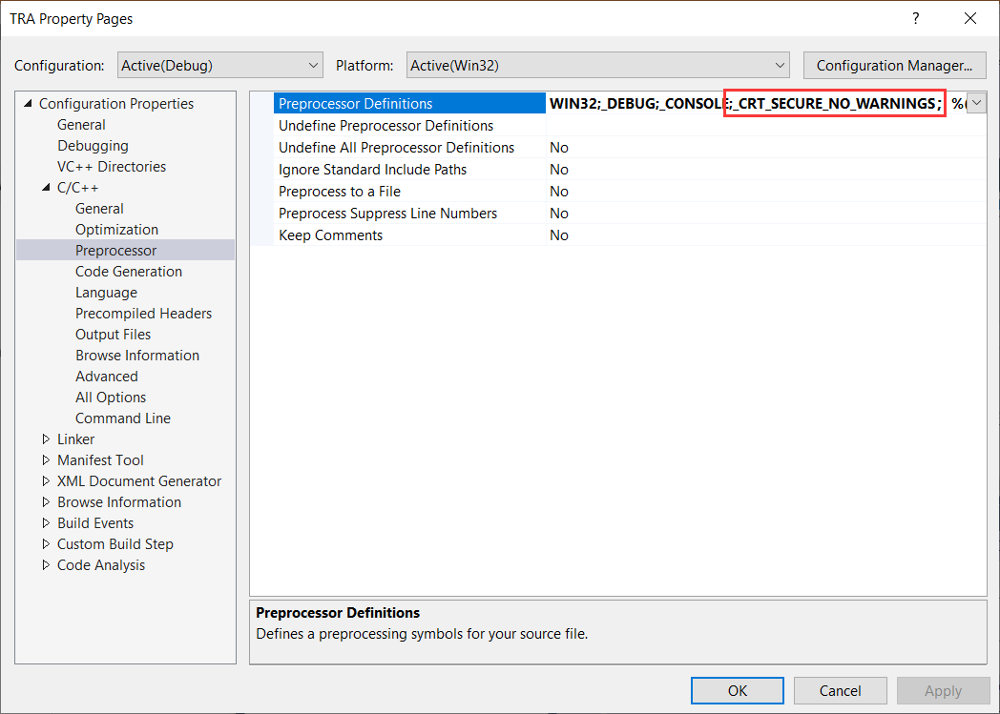 TRA Property Pages
?
Configuration: Active(Debug) Platform: Active(Win32) Configuration Manager...
Configuration Properties
General
Debugging
VC++ Directories
C/C++
General
Optimization
Preprocessor
Code Generation
Language
Precompiled Headers
Output Files
Browse Information
Advanced
All Options
Command Line
Linker
Manifest Tool
XML Document Generator
Browse Information
Build Events
Custom Build Step
Code Analysis
Preprocessor Definitions WIN32;_DEBUG;_CONSOLE;_CRT_SECURE_NO_WARNINGS; %(
Undefine Preprocessor Definitions
Undefine All Preprocessor Definitions No
Ignore Standard Include Paths No
Preprocess to a File No
Preprocess Suppress Line Numbers No
Keep Comments No
Preprocessor Definitions
Defines a preprocessing symbols for your source file.
OK Cancel Apply